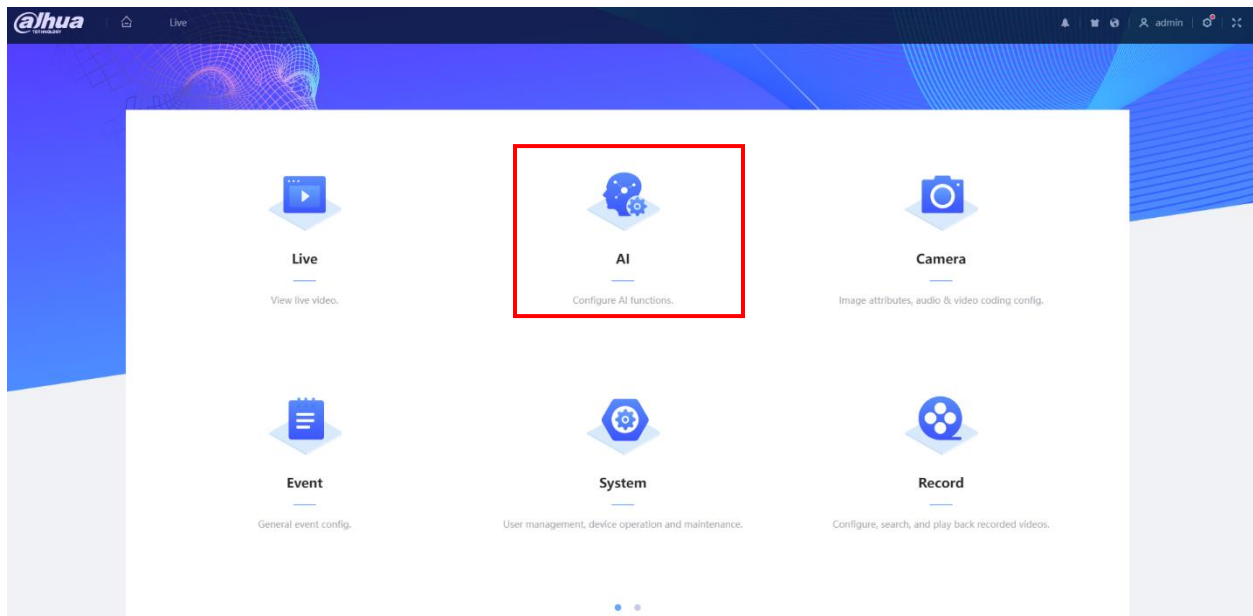 alhua
TECHNOLOGY
Live
admin
Live
AI
Camera
View live video.
Configure AI functions.
Image attributes, audio & video coding config.
Event
System
Record
General event config.
User management, device operation and maintenance.
Configure, search, and play back recorded videos.